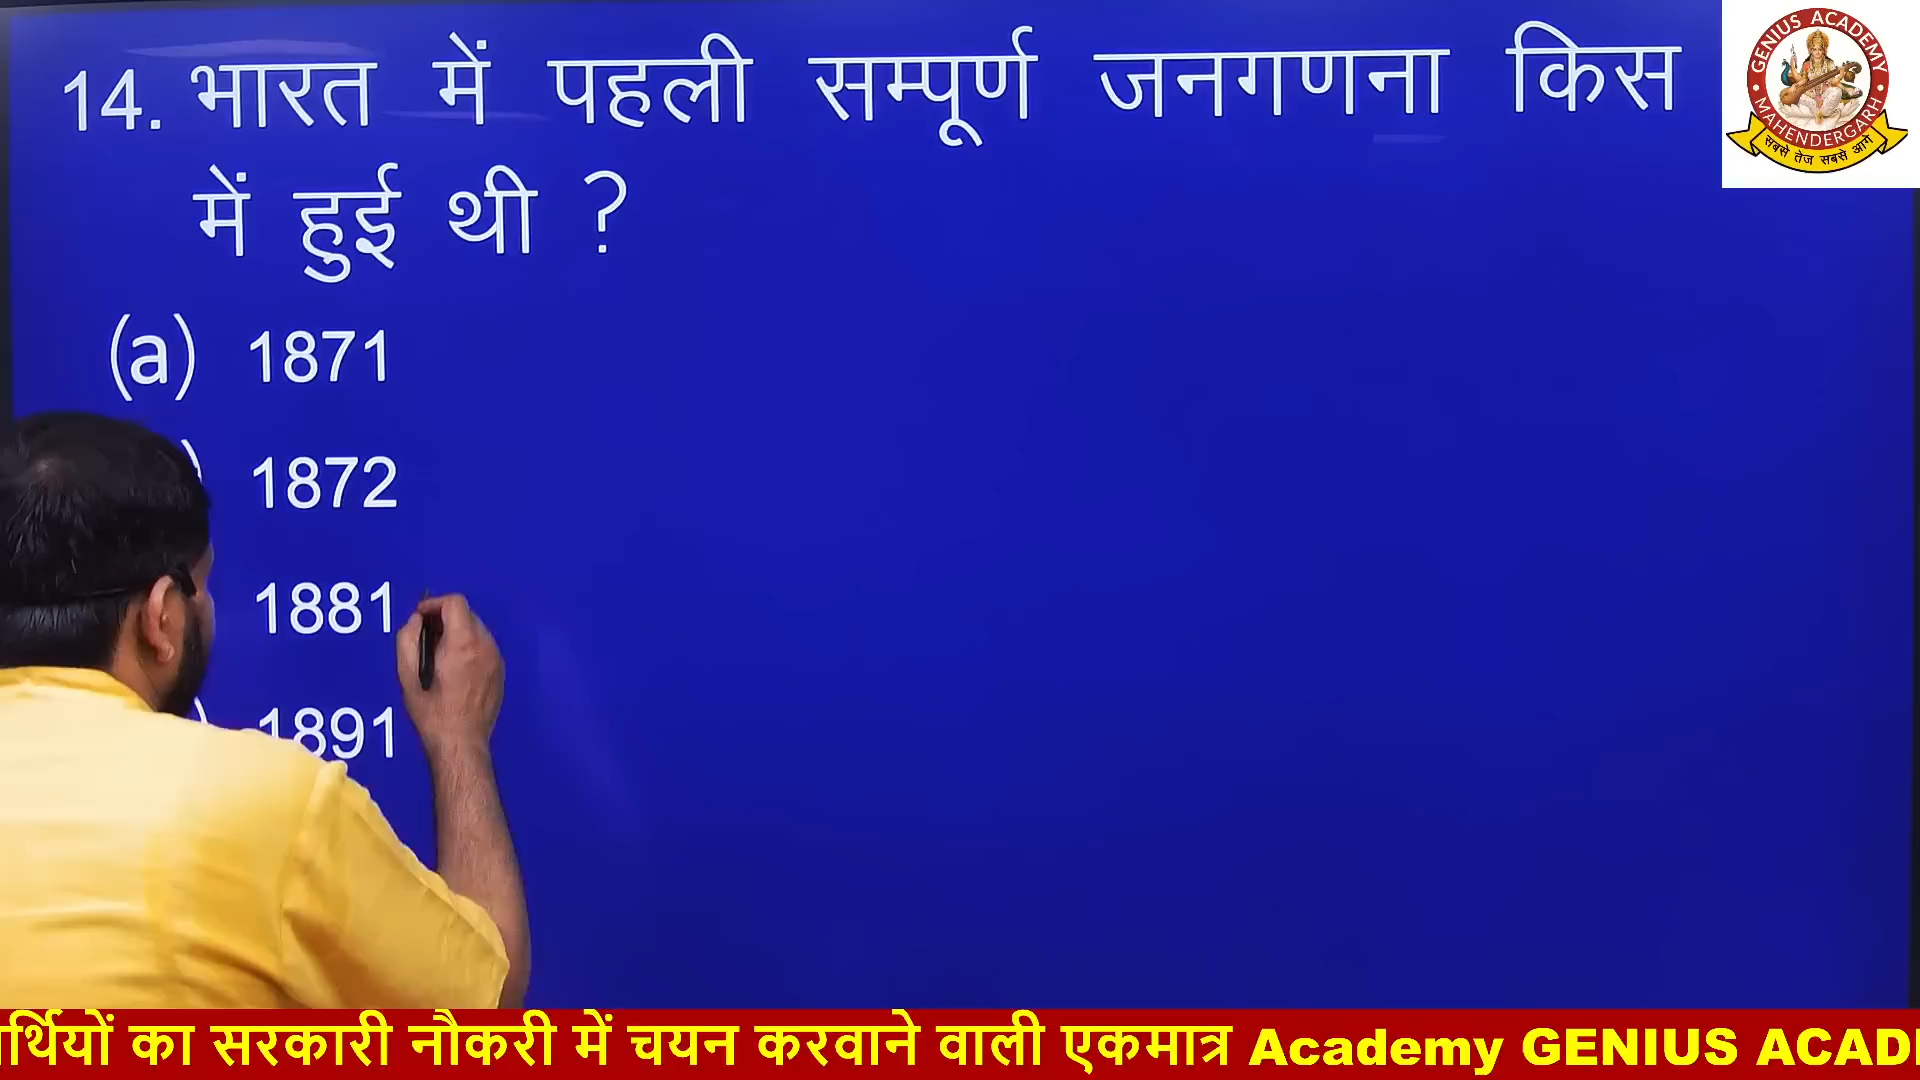 14. भारत में पहली सम्पूर्ण जनगणना किस
में हुई थी ?
(a) 1871
) 1872
1881
) 1891
GENIUS ACADEMY
MAHENDERGARH
सबसे तेज सबसे आगे
र्थियों का सरकारी नौकरी में चयन करवाने वाली एकमात्र Academy GENIUS ACAD